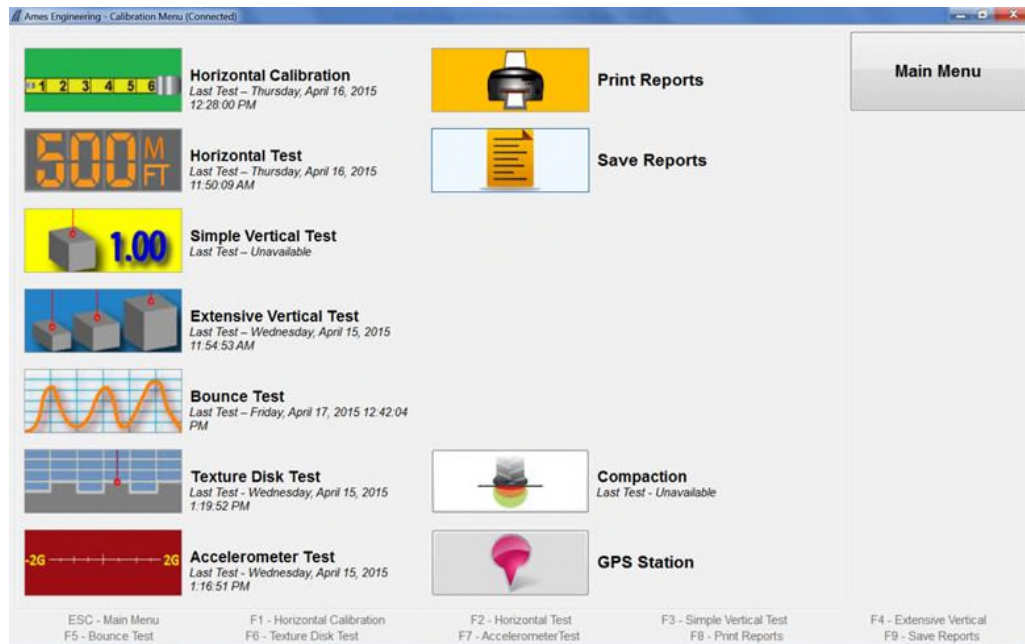 Ames Engineering - Calibration Menu (Connected)
1 2 3 4 5 6
Horizontal Calibration
Last Test – Thursday, April 16, 2015
12:28:00 PM
500 M
FT
Horizontal Test
Last Test – Thursday, April 16, 2015
11:50:09 AM
1.00
Simple Vertical Test
Last Test – Unavailable
Extensive Vertical Test
Last Test – Wednesday, April 15, 2015
11:54:53 AM
Bounce Test
Last Test – Friday, April 17, 2015 12:42:04
PM
Texture Disk Test
Last Test - Wednesday, April 15, 2015
1:19:52 PM
-2G 2G
Accelerometer Test
Last Test - Wednesday, April 15, 2015
1:16:51 PM
Print Reports
Save Reports
Compaction
Last Test - Unavailable
GPS Station
Main Menu
ESC - Main Menu F1 - Horizontal Calibration F2 - Horizontal Test F3 - Simple Vertical Test F4 - Extensive Vertical
F5 - Bounce Test F6 - Texture Disk Test F7 - AccelerometerTest F8 - Print Reports F9 - Save Reports